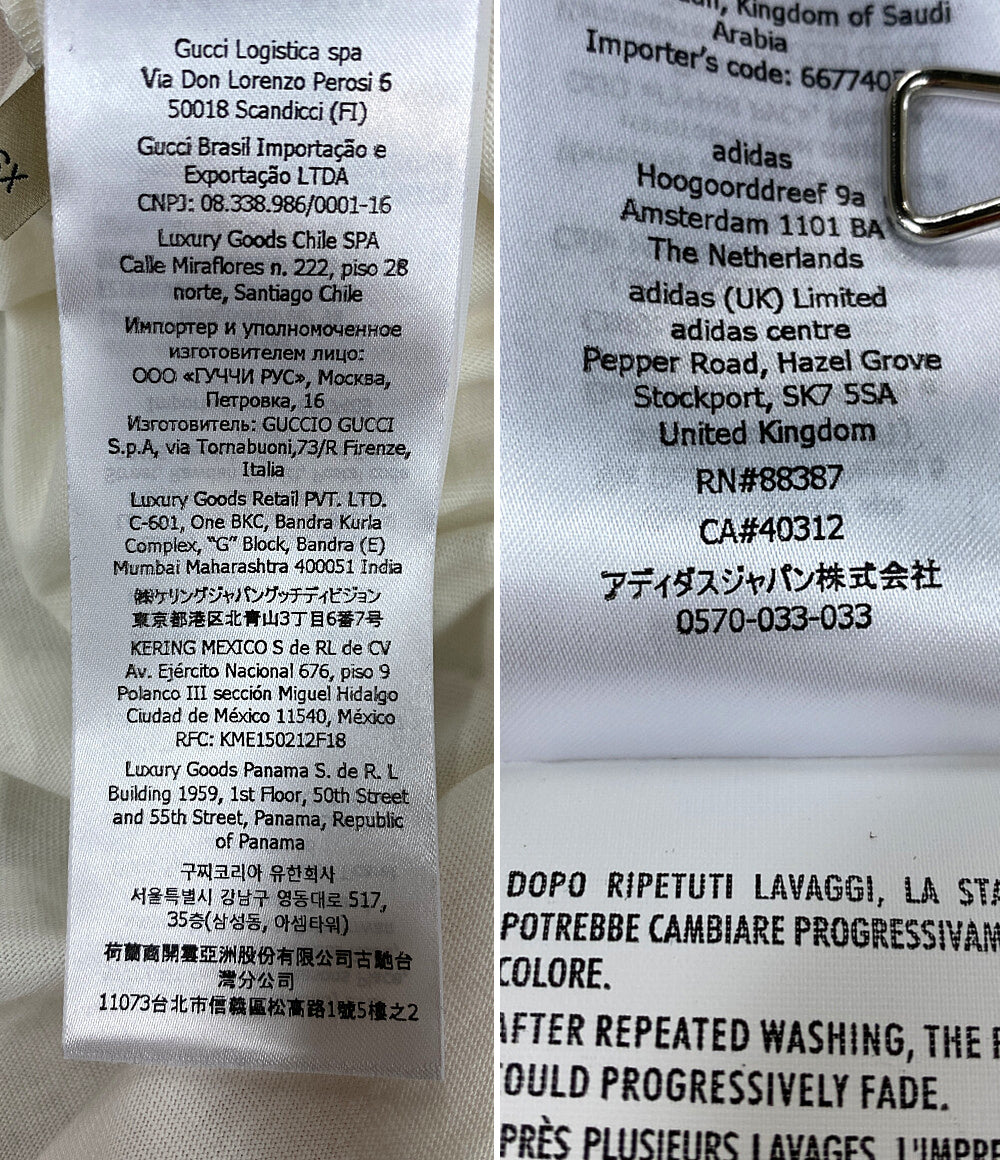 Gucci Logistica spa
Via Don Lorenzo Perosi 6
50018 Scandicci (FI)
Gucci Brasil Importação e
Exportação LTDA
CNPJ: 08.338.986/0001-16
Luxury Goods Chile SPA
Calle Miraflores n. 222, piso 28
norte, Santiago Chile
Импортер и уполномоченное
изготовителем лицо:
ООО «ГУЧЧИ РУС», Москва,
Петровка, 16
Изготовитель: GUCCIO GUCCI
S.p.A, via Tornabuoni,73/R Firenze,
Italia
Luxury Goods Retail PVT. LTD.
C-601, One BKC, Bandra Kurla
Complex, "G" Block, Bandra (E)
Mumbai Maharashtra 400051 India
㈱ケリングジャパングッチディビジョン
東京都港区北青山3丁目6番7号
KERING MEXICO S de RL de CV
Av. Ejército Nacional 676, piso 9
Polanco III sección Miguel Hidalgo
Ciudad de México 11540, México
RFC: KME150212F18
Luxury Goods Panama S. de R. L
Building 1959, 1st Floor, 50th Street
and 55th Street, Panama, Republic
of Panama
구찌코리아 유한회사
서울특별시 강남구 영동대로 517,
35층(삼성동, 아셈타워)
荷蘭商開雲亞洲股份有限公司古馳台
灣分公司
11073台北市信義區松高路1號5樓之2
Kingdom of Saudi
Arabia
Importer's code: 667740
adidas
Hoogoorddreef 9a
Amsterdam 1101 BA
The Netherlands
adidas (UK) Limited
adidas centre
Pepper Road, Hazel Grove
Stockport, SK7 5SA
United Kingdom
RN#88387
CA#40312
アディダスジャパン株式会社
0570-033-033
DOPO RIPETUTI LAVAGGI, LA STA
POTREBBE CAMBIARE PROGRESSIVAM
COLORE.
AFTER REPEATED WASHING, THE
OULD PROGRESSIVELY FADE.
PRÈS PLUSIEURS LAVAGES, L'IMPRE